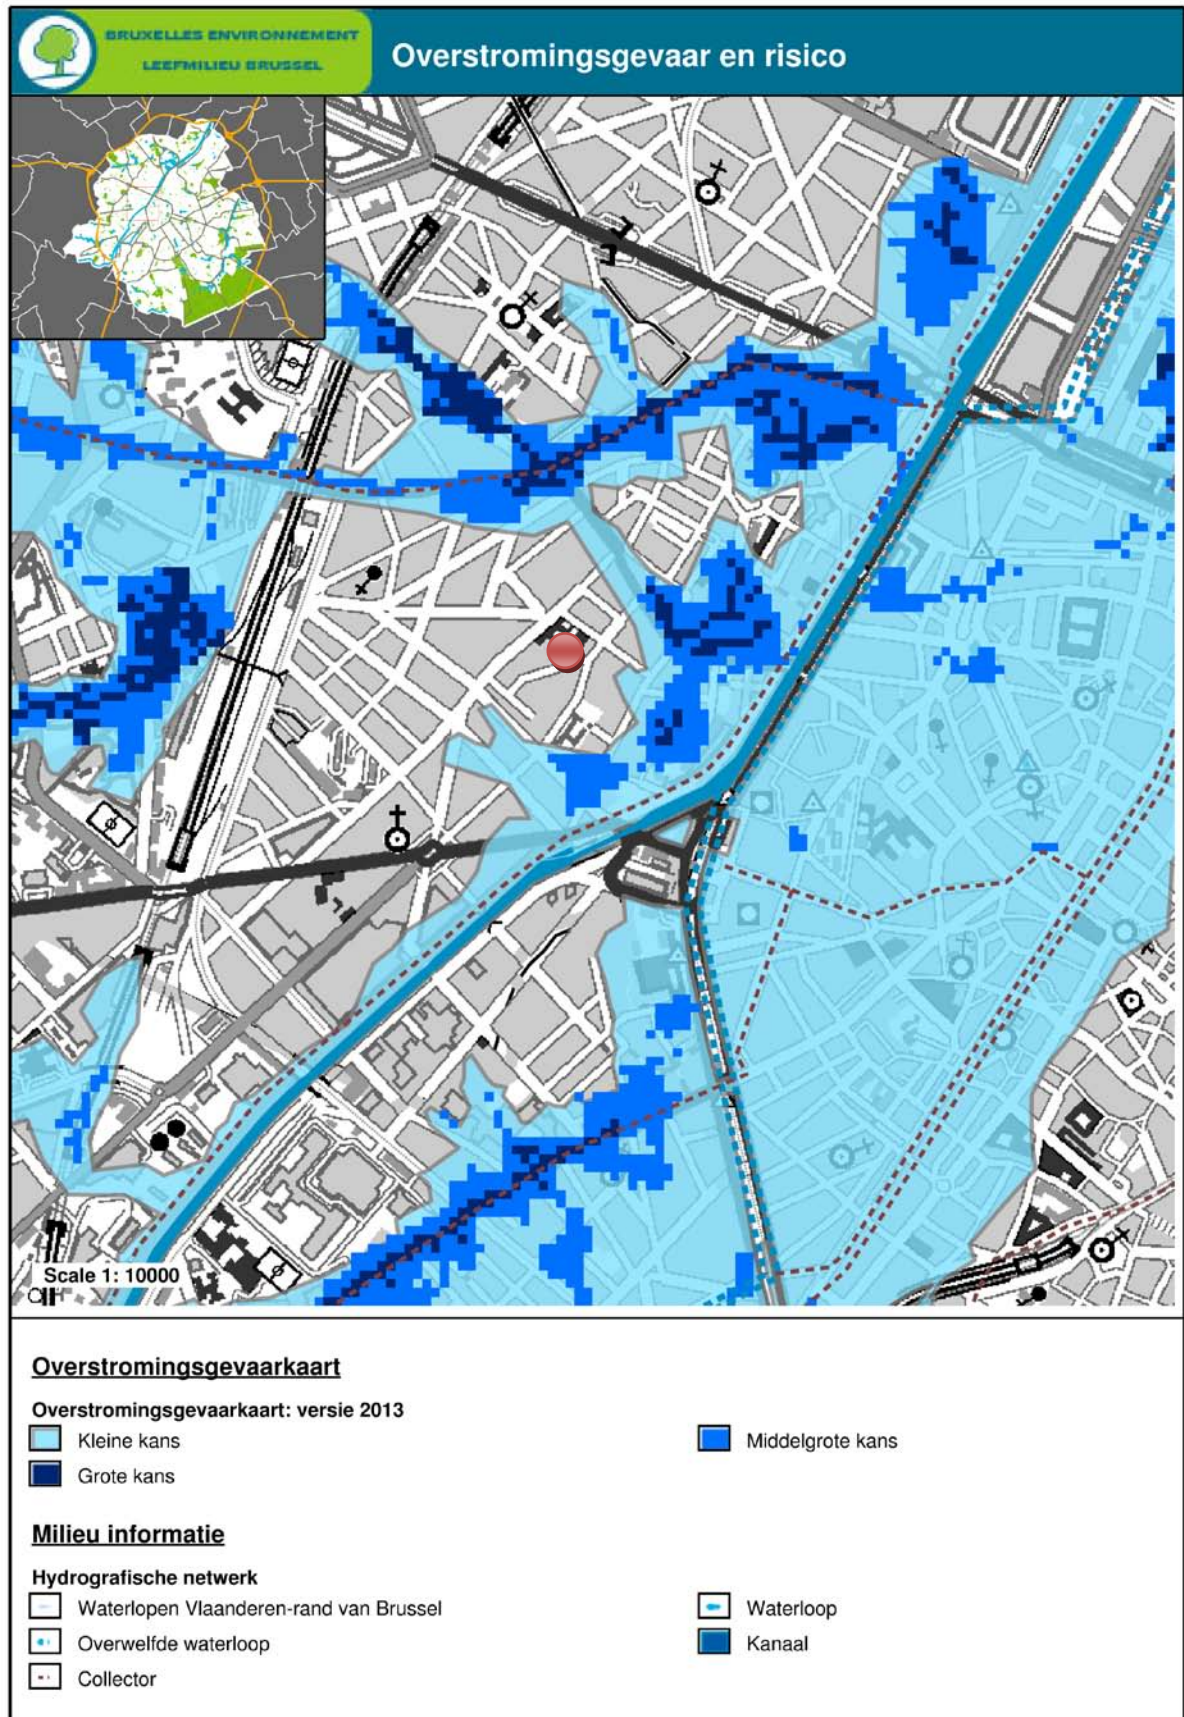 BRUXELLES ENVIRONNEMENT
LEEFMILIEU BRUSSEL
Overstromingsgevaar en risico
Scale 1: 10000
Overstromingsgevaarkaart
Overstromingsgevaarkaart: versie 2013
Kleine kans
Middelgrote kans
Grote kans
Milieu informatie
Hydrografische netwerk
Waterlopen Vlaanderen-rand van Brussel
Waterloop
Overwelfde waterloop
Kanaal
Collector